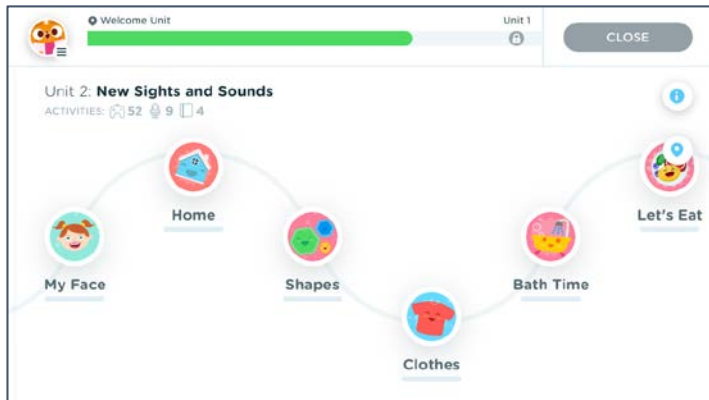 Welcome Unit
Unit 1
CLOSE
Unit 2: New Sights and Sounds
ACTIVITIES: 52 9 4
Home
Let's Eat
My Face
Shapes
Bath Time
Clothes